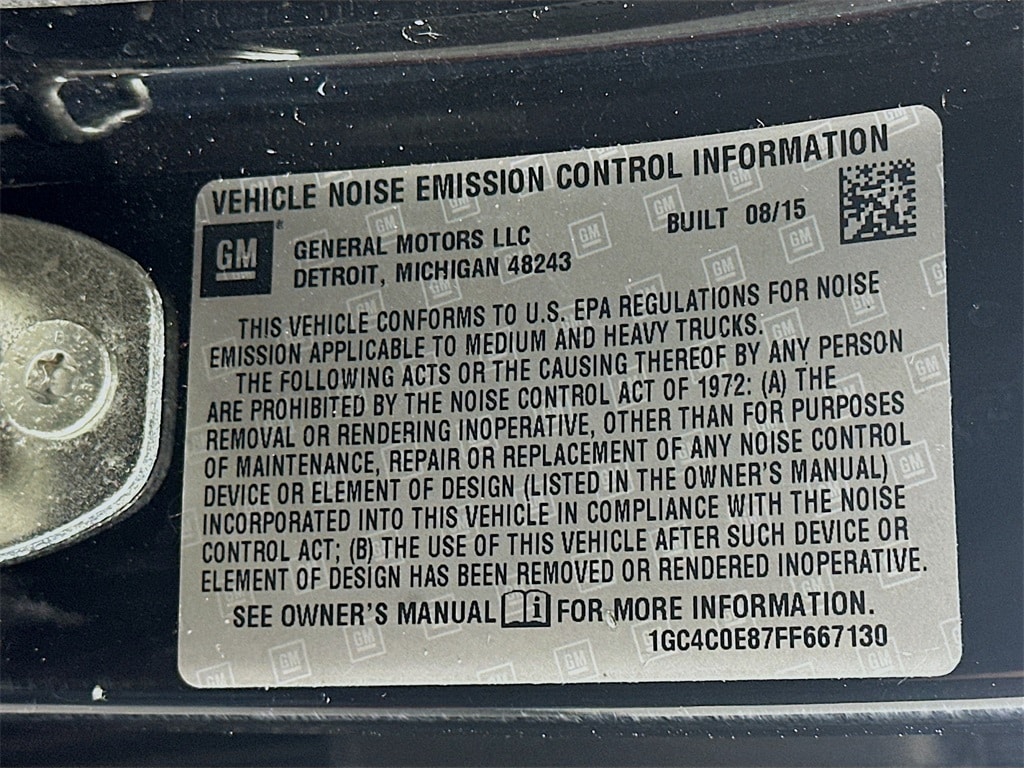 VEHICLE NOISE EMISSION CONTROL INFORMATION
GM
GENERAL MOTORS LLC
BUILT 08/15
DETROIT, MICHIGAN 48243
THIS VEHICLE CONFORMS TO U.S. EPA REGULATIONS FOR NOISE
EMISSION APPLICABLE TO MEDIUM AND HEAVY TRUCKS.
THE FOLLOWING ACTS OR THE CAUSING THEREOF BY ANY PERSON
ARE PROHIBITED BY THE NOISE CONTROL ACT OF 1972: (A) THE
REMOVAL OR RENDERING INOPERATIVE, OTHER THAN FOR PURPOSES
OF MAINTENANCE, REPAIR OR REPLACEMENT OF ANY NOISE CONTROL
DEVICE OR ELEMENT OF DESIGN (LISTED IN THE OWNER'S MANUAL)
INCORPORATED INTO THIS VEHICLE IN COMPLIANCE WITH THE NOISE
CONTROL ACT; (B) THE USE OF THIS VEHICLE AFTER SUCH DEVICE OR
ELEMENT OF DESIGN HAS BEEN REMOVED OR RENDERED INOPERATIVE.
SEE OWNER'S MANUAL i FOR MORE INFORMATION.
1GC4C0E87FF667130